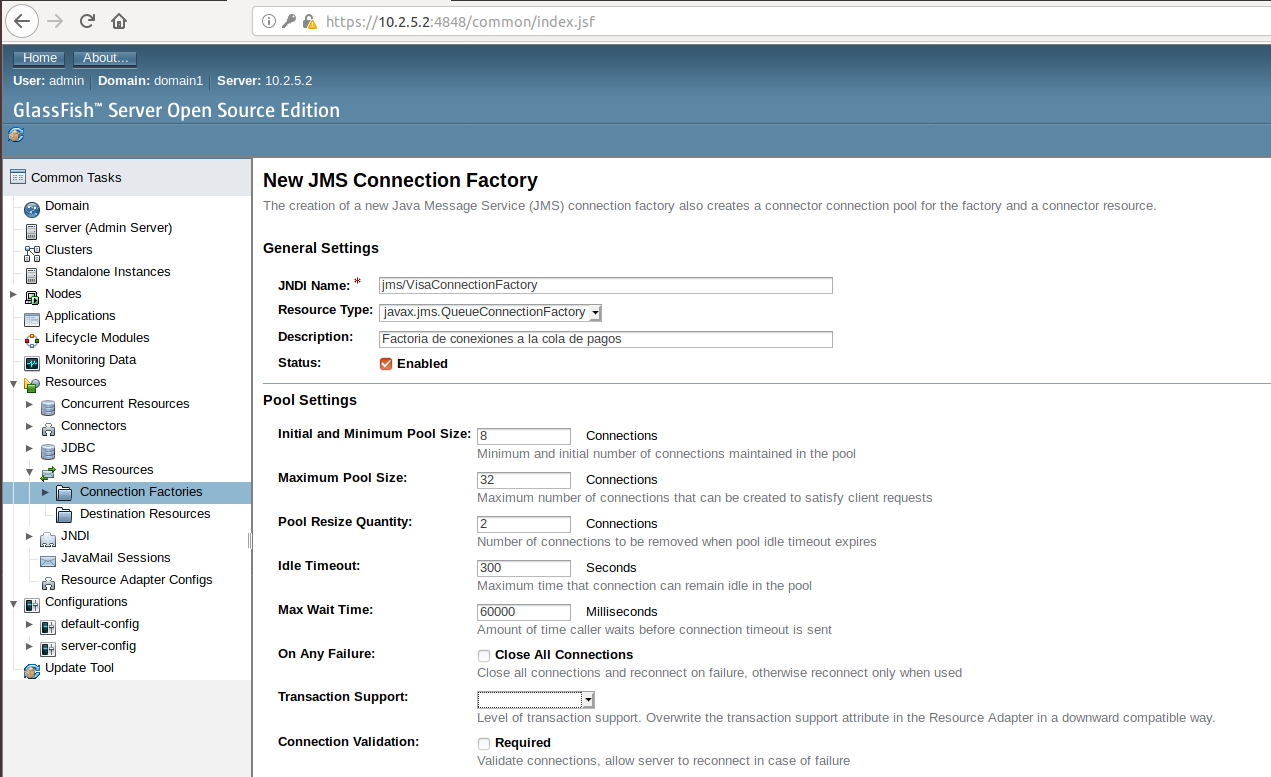 https://10.2.5.2:4848/common/index.jsf
Home About...
User: admin Domain: domain1 Server: 10.2.5.2
GlassFish™ Server Open Source Edition
Common Tasks
Domain
server (Admin Server)
Clusters
Standalone Instances
Nodes
Applications
Lifecycle Modules
Monitoring Data
Resources
Concurrent Resources
Connectors
JDBC
JMS Resources
Connection Factories
Destination Resources
JNDI
JavaMail Sessions
Resource Adapter Configs
Configurations
default-config
server-config
Update Tool
New JMS Connection Factory
The creation of a new Java Message Service (JMS) connection factory also creates a connector connection pool for the factory and a connector resource.
General Settings
JNDI Name: * jms/VisaConnectionFactory
Resource Type: javax.jms.QueueConnectionFactory
Description: Factoria de conexiones a la cola de pagos
Status: Enabled
Pool Settings
Initial and Minimum Pool Size: 8 Connections
Minimum and initial number of connections maintained in the pool
Maximum Pool Size: 32 Connections
Maximum number of connections that can be created to satisfy client requests
Pool Resize Quantity: 2 Connections
Number of connections to be removed when pool idle timeout expires
Idle Timeout: 300 Seconds
Maximum time that connection can remain idle in the pool
Max Wait Time: 60000 Milliseconds
Amount of time caller waits before connection timeout is sent
On Any Failure: Close All Connections
Close all connections and reconnect on failure, otherwise reconnect only when used
Transaction Support:
Level of transaction support. Overwrite the transaction support attribute in the Resource Adapter in a downward compatible way.
Connection Validation: Required
Validate connections, allow server to reconnect in case of failure